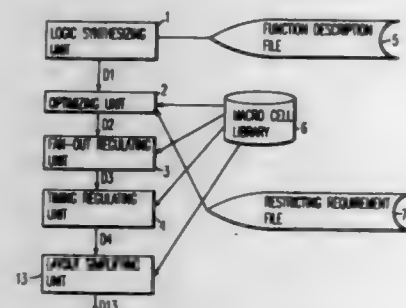 1
LOGIC SYNTHESIZING
UNIT
FUNCTION DESCRIPTION
FILE
5
D1
2
OPTIMIZING UNIT
D2
MACRO CELL
LIBRARY
6
FAN-OUT REGULATING
UNIT
3
D3
TIMING REGULATING
UNIT
4
RESTRICTING REQUIREMENT
FILE
7
D4
13
LAYOUT
UNIT
D13